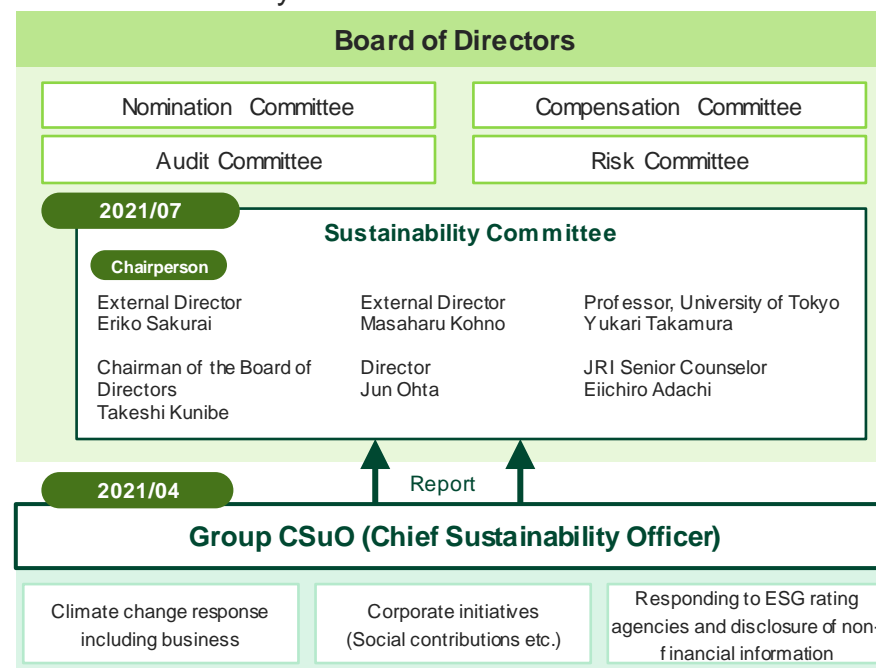 Board of Directors
Nomination Committee
Compensation Committee
Audit Committee
Risk Committee
2021/07
Sustainability Committee
Chairperson
External Director
Eriko Sakurai
External Director
Masaharu Kohno
Professor, University of Tokyo
Yukari Takamura
Chairman of the Board of
Directors
Takeshi Kunibe
Director
Jun Ohta
JRI Senior Counselor
Eiichiro Adachi
2021/04
Report
Group CSuO (Chief Sustainability Officer)
Climate change response
including business
Corporate initiatives
(Social contributions etc.)
Responding to ESG rating
agencies and disclosure of non-
financial information